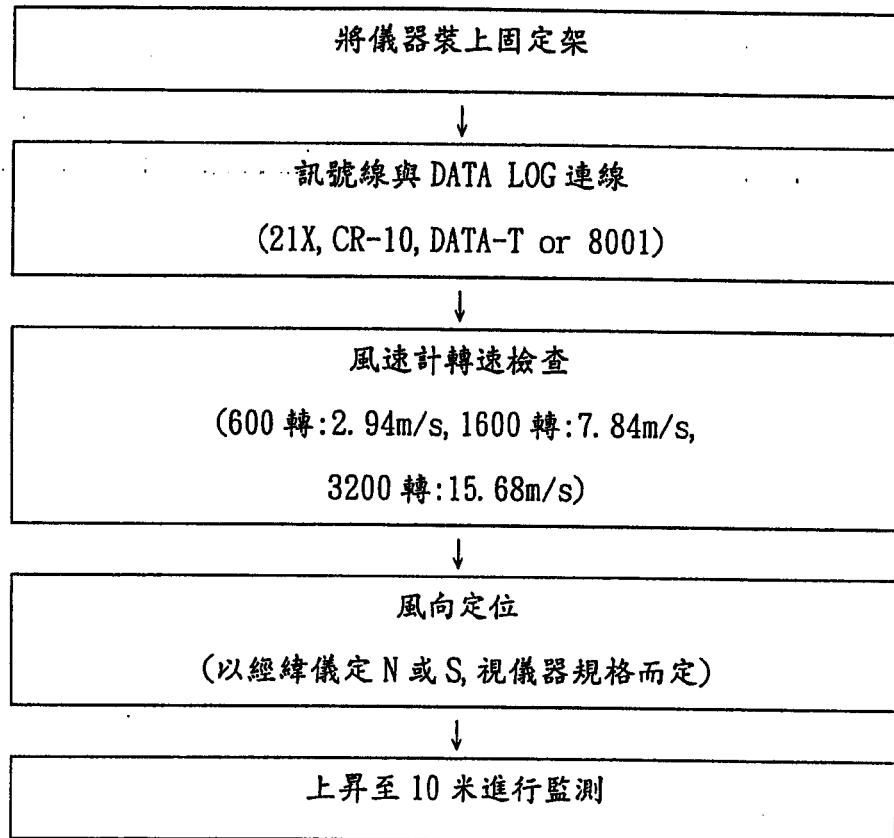 將儀器裝上固定架
↓
訊號線與 DATA LOG 連線
(21X, CR-10, DATA-T or 8001)
↓
風速計轉速檢查
(600 轉:2.94m/s, 1600 轉:7.84m/s,
3200 轉:15.68m/s)
↓
風向定位
(以經緯儀定 N 或 S, 視儀器規格而定)
↓
上昇至 10 米進行監測